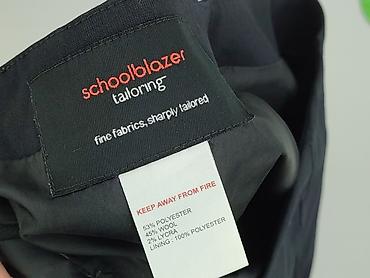 schoolblazer
tailoring
fine fabrics, sharply tailored
KEEP AWAY FROM FIRE
53% POLYESTER
45% WOOL
2% LYCRA
LINING - 100% POLYESTER